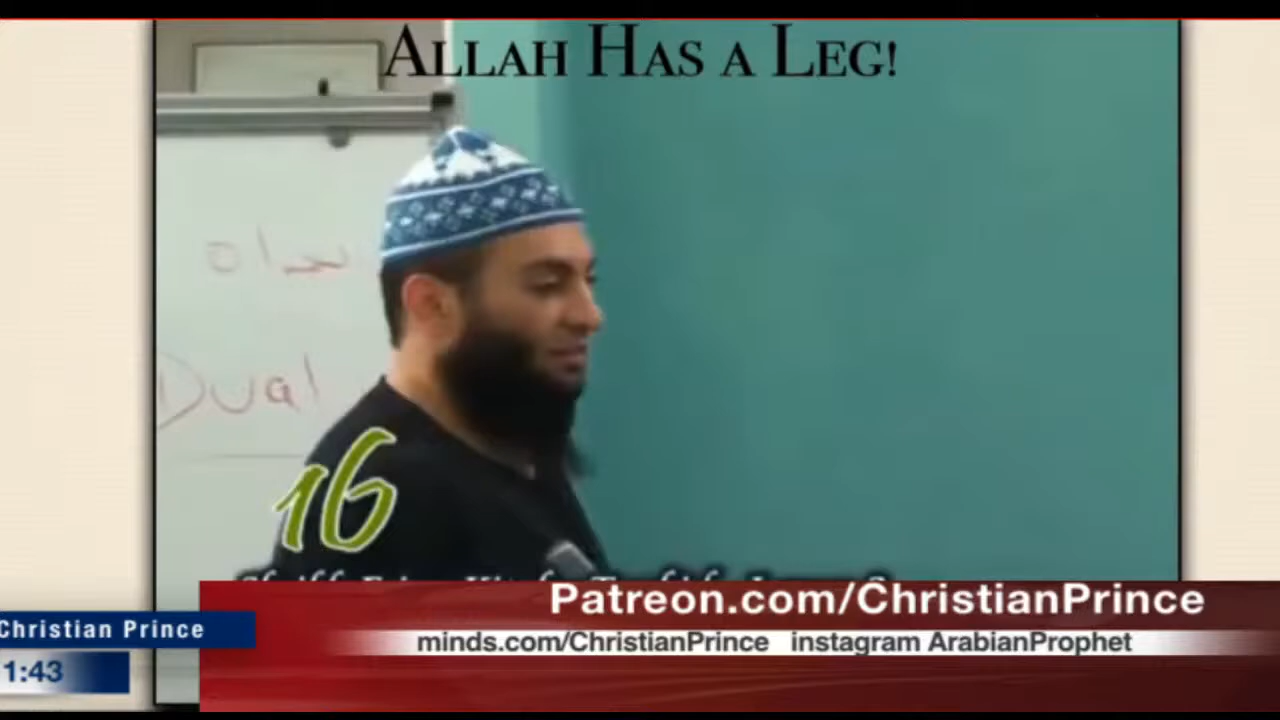 ALLAH HAS A LEG!
Dual
16
Patreon.com/ChristianPrince
Christian Prince
minds.com/ChristianPrince instagram ArabianProphet
1:43